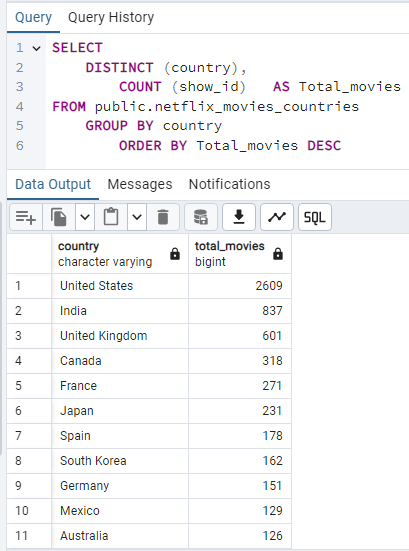 Query Query History
1 SELECT
2 DISTINCT (country),
3 COUNT (show_id) AS Total_movies
4 FROM public.netflix_movies_countries
5 GROUP BY country
6 ORDER BY Total_movies DESC
Data Output Messages Notifications
SQL
country total_movies
character varying bigint
1 United States 2609
2 India 837
3 United Kingdom 601
4 Canada 318
5 France 271
6 Japan 231
7 Spain 178
8 South Korea 162
9 Germany 151
10 Mexico 129
11 Australia 126